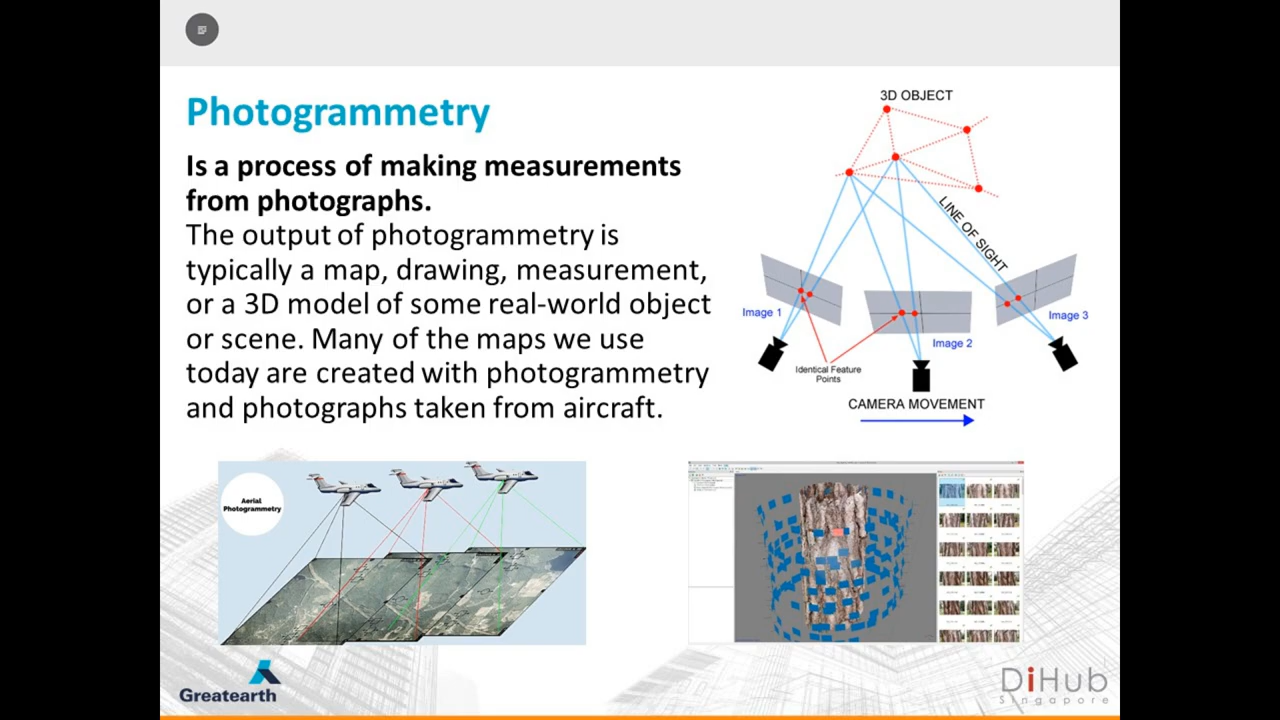 Photogrammetry
Is a process of making measurements
from photographs.
The output of photogrammetry is
typically a map, drawing, measurement,
or a 3D model of some real-world object
or scene. Many of the maps we use
today are created with photogrammetry
and photographs taken from aircraft.
3D OBJECT
LINE OF SIGHT
Image 1
Image 2
Image 3
Identical Feature
Points
CAMERA MOVEMENT
Aerial
Photogrammetry
Greatearth
DiHub
Singapore